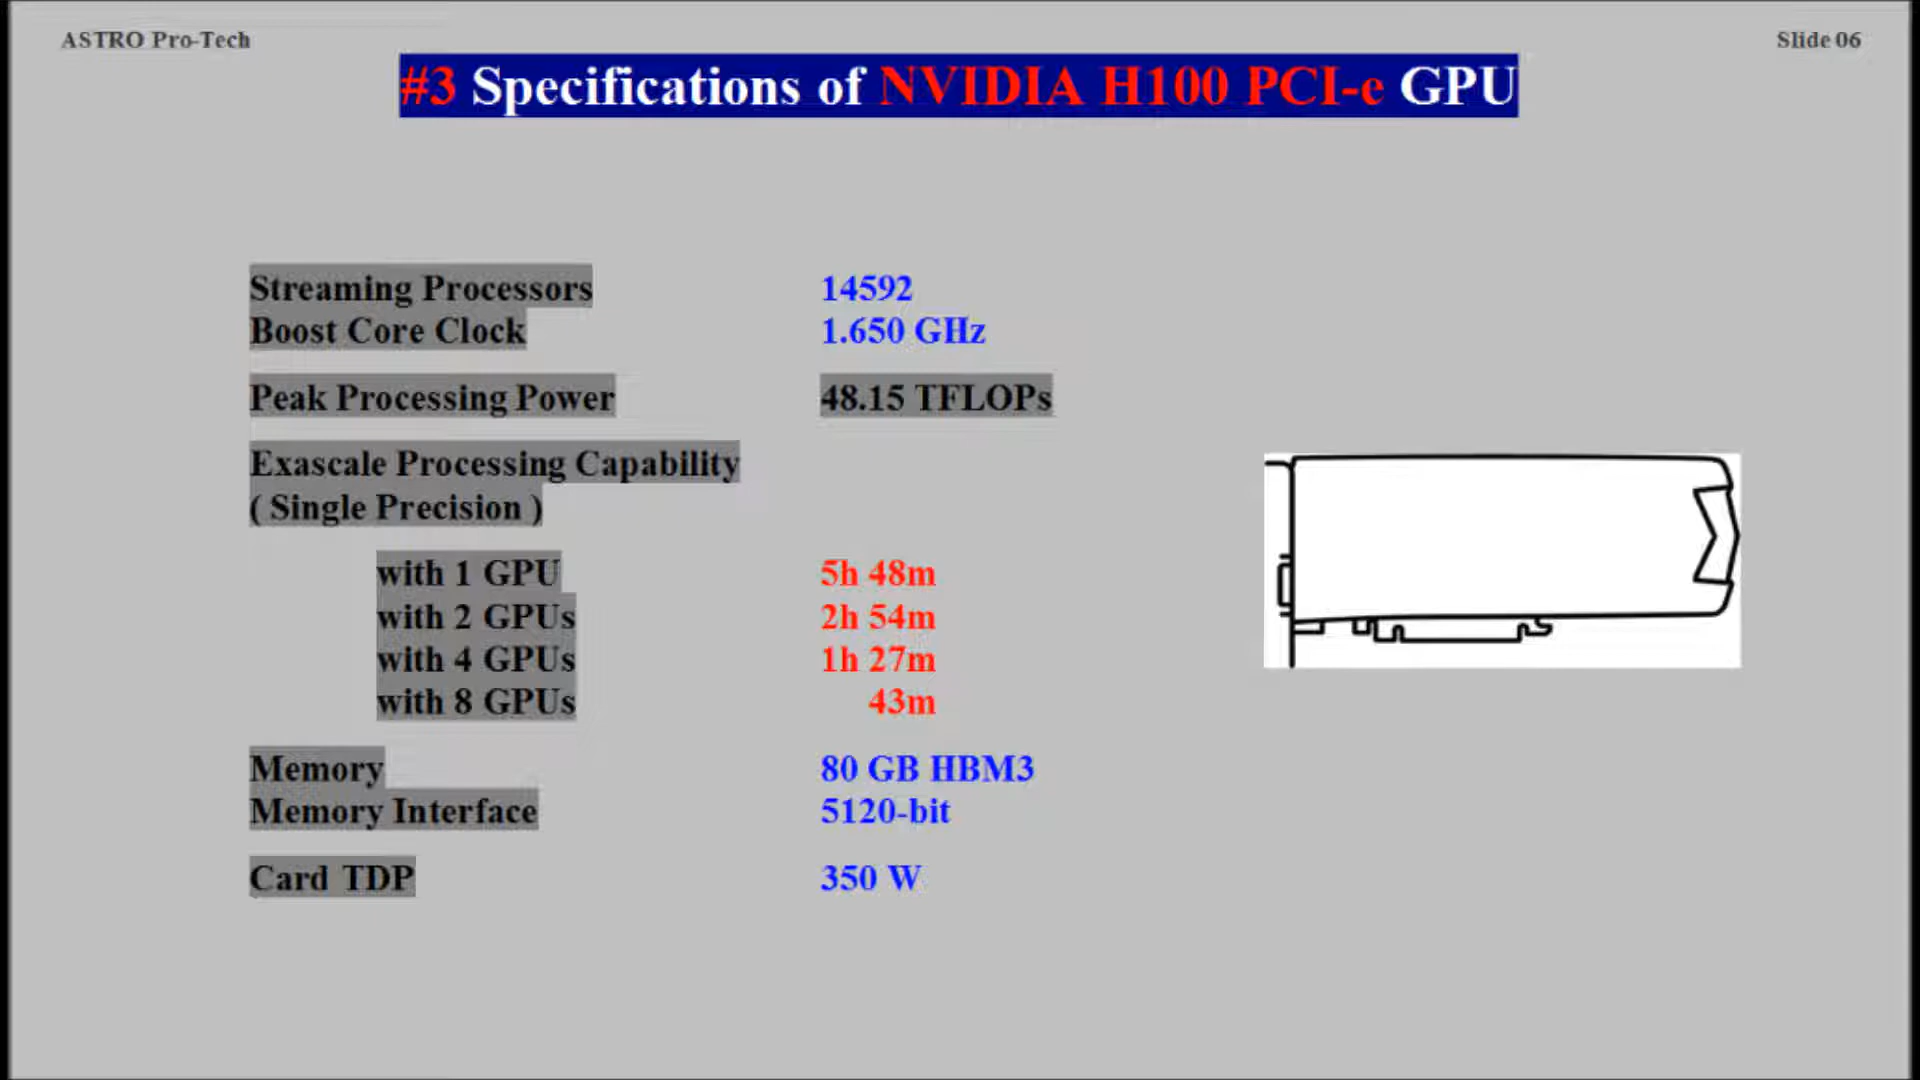 ASTRO Pro-Tech
Slide 06
#3 Specifications of NVIDIA H100 PCI-e GPU
Streaming Processors 14592
Boost Core Clock 1.650 GHz
Peak Processing Power 48.15 TFLOPs
Exascale Processing Capability
( Single Precision )
with 1 GPU 5h 48m
with 2 GPUs 2h 54m
with 4 GPUs 1h 27m
with 8 GPUs 43m
Memory 80 GB HBM3
Memory Interface 5120-bit
Card TDP 350 W